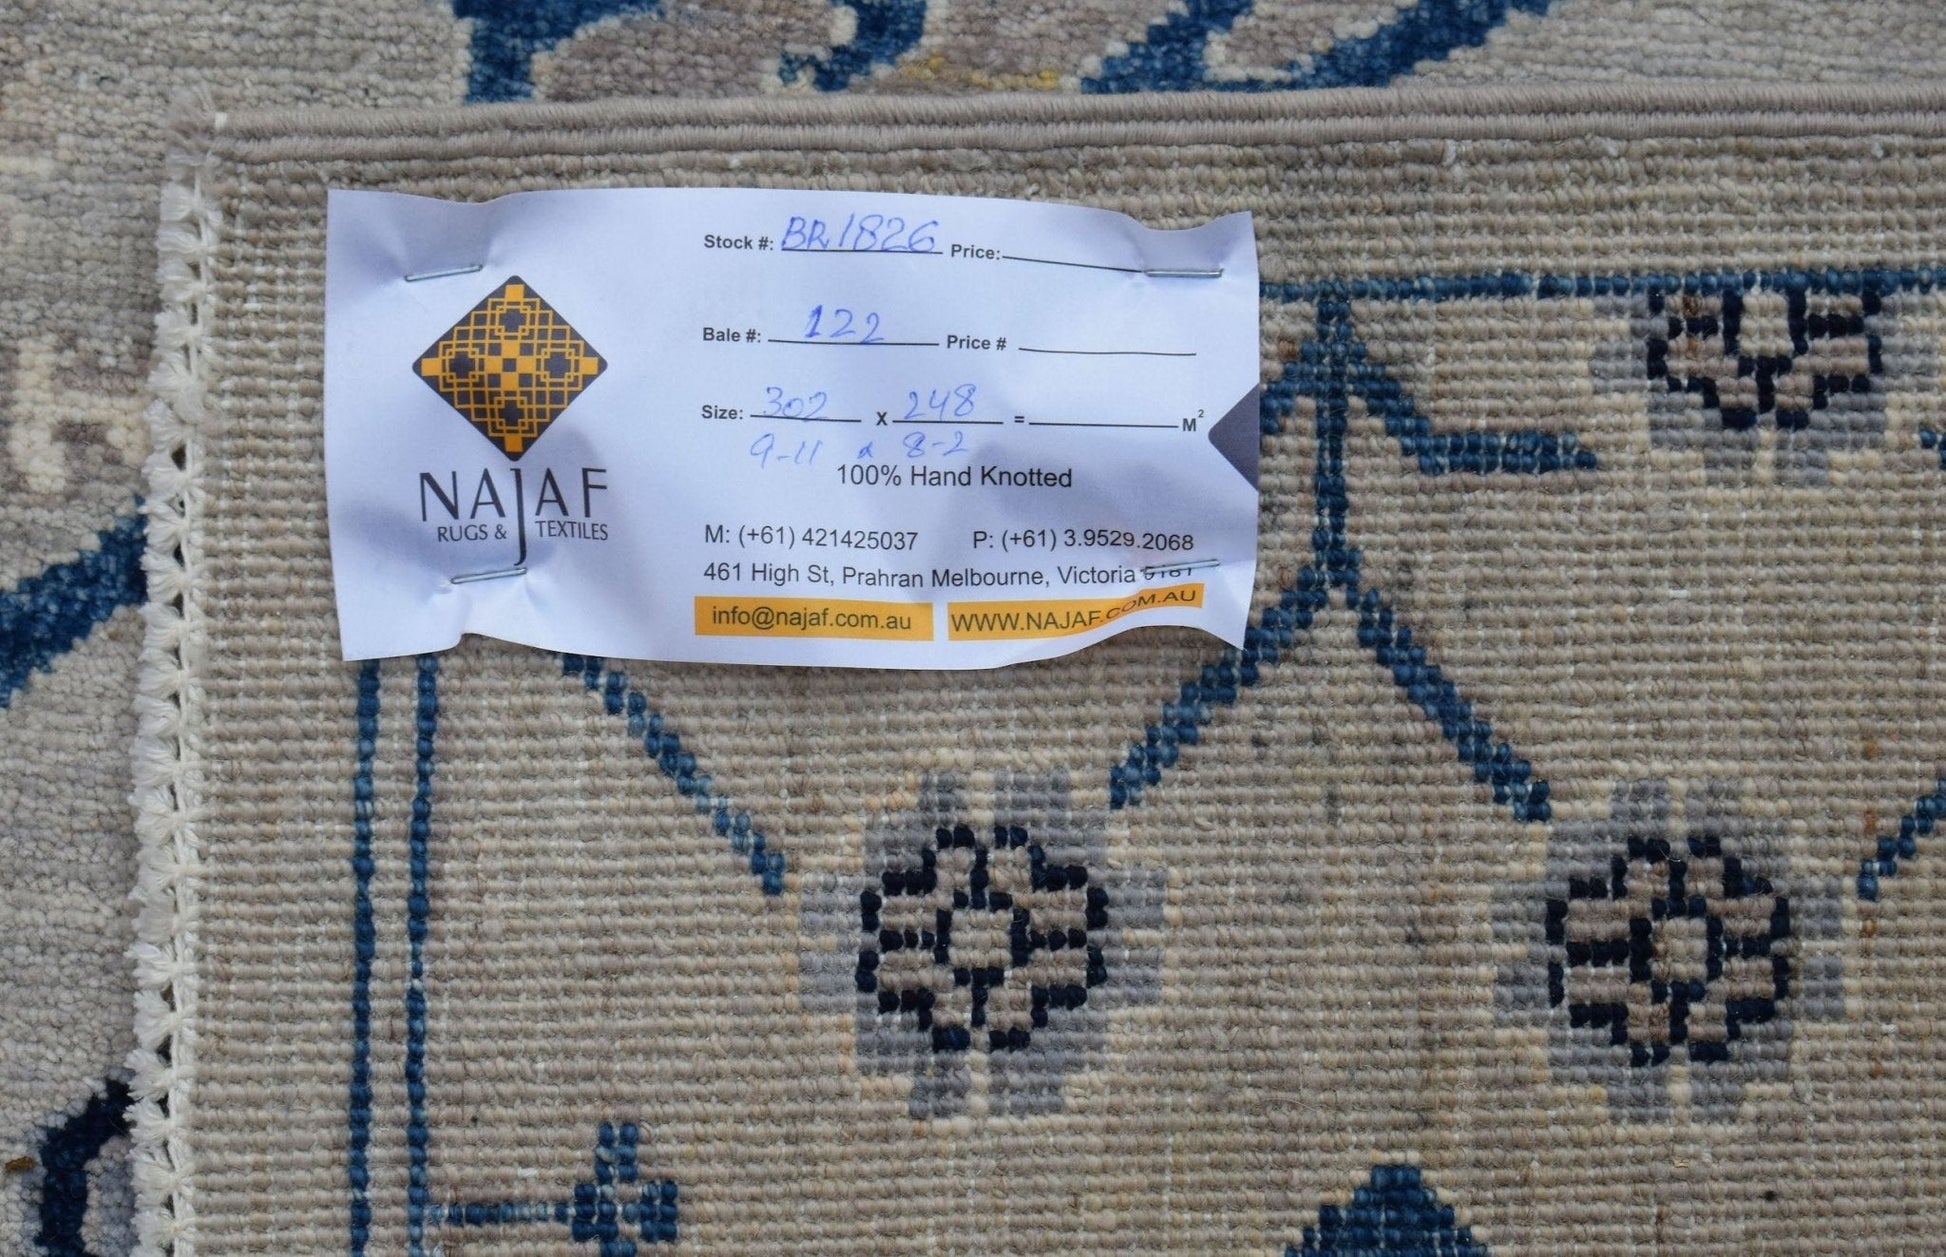 Stock #: BR1826 Price:
Bale #: 122 Price #
Size: 302 X 248 = M²
9-11 x 8-2
100% Hand Knotted
NAJAF
RUGS & TEXTILES
M: (+61) 421425037 P: (+61) 3.9529.2068
461 High St, Prahran Melbourne, Victoria
info@najaf.com.au WWW.NAJAF.COM.AU